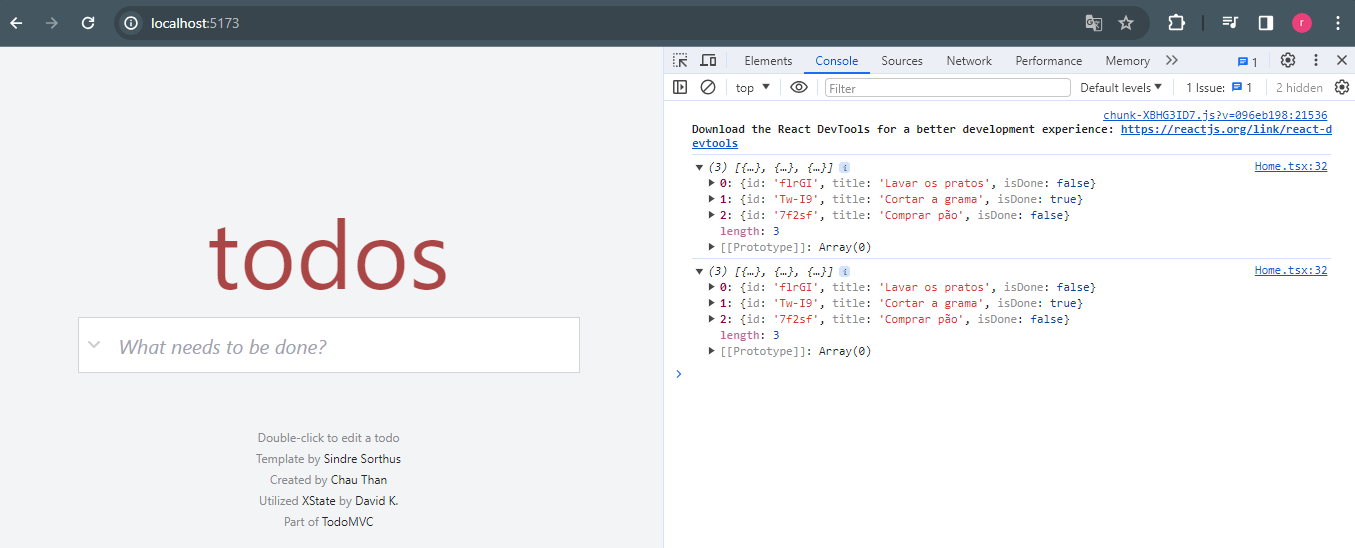 localhost:5173
r
Elements Console Sources Network Performance Memory 1
top Filter Default levels 1 Issue: 1 2 hidden
chunk-XBHG3ID7.js?v=096eb198:21536
Download the React DevTools for a better development experience: https://reactjs.org/link/react-d
evtools
(3) [{…}, {…}, {…}] i Home.tsx:32
0: {id: 'flrGI', title: 'Lavar os pratos', isDone: false}
1: {id: 'Tw-I9', title: 'Cortar a grama', isDone: true}
2: {id: '7f2sf', title: 'Comprar pão', isDone: false}
length: 3
[[Prototype]]: Array(0)
(3) [{…}, {…}, {…}] i Home.tsx:32
0: {id: 'flrGI', title: 'Lavar os pratos', isDone: false}
1: {id: 'Tw-I9', title: 'Cortar a grama', isDone: true}
2: {id: '7f2sf', title: 'Comprar pão', isDone: false}
length: 3
[[Prototype]]: Array(0)
todos
What needs to be done?
Double-click to edit a todo
Template by Sindre Sorthus
Created by Chau Than
Utilized XState by David K.
Part of TodoMVC